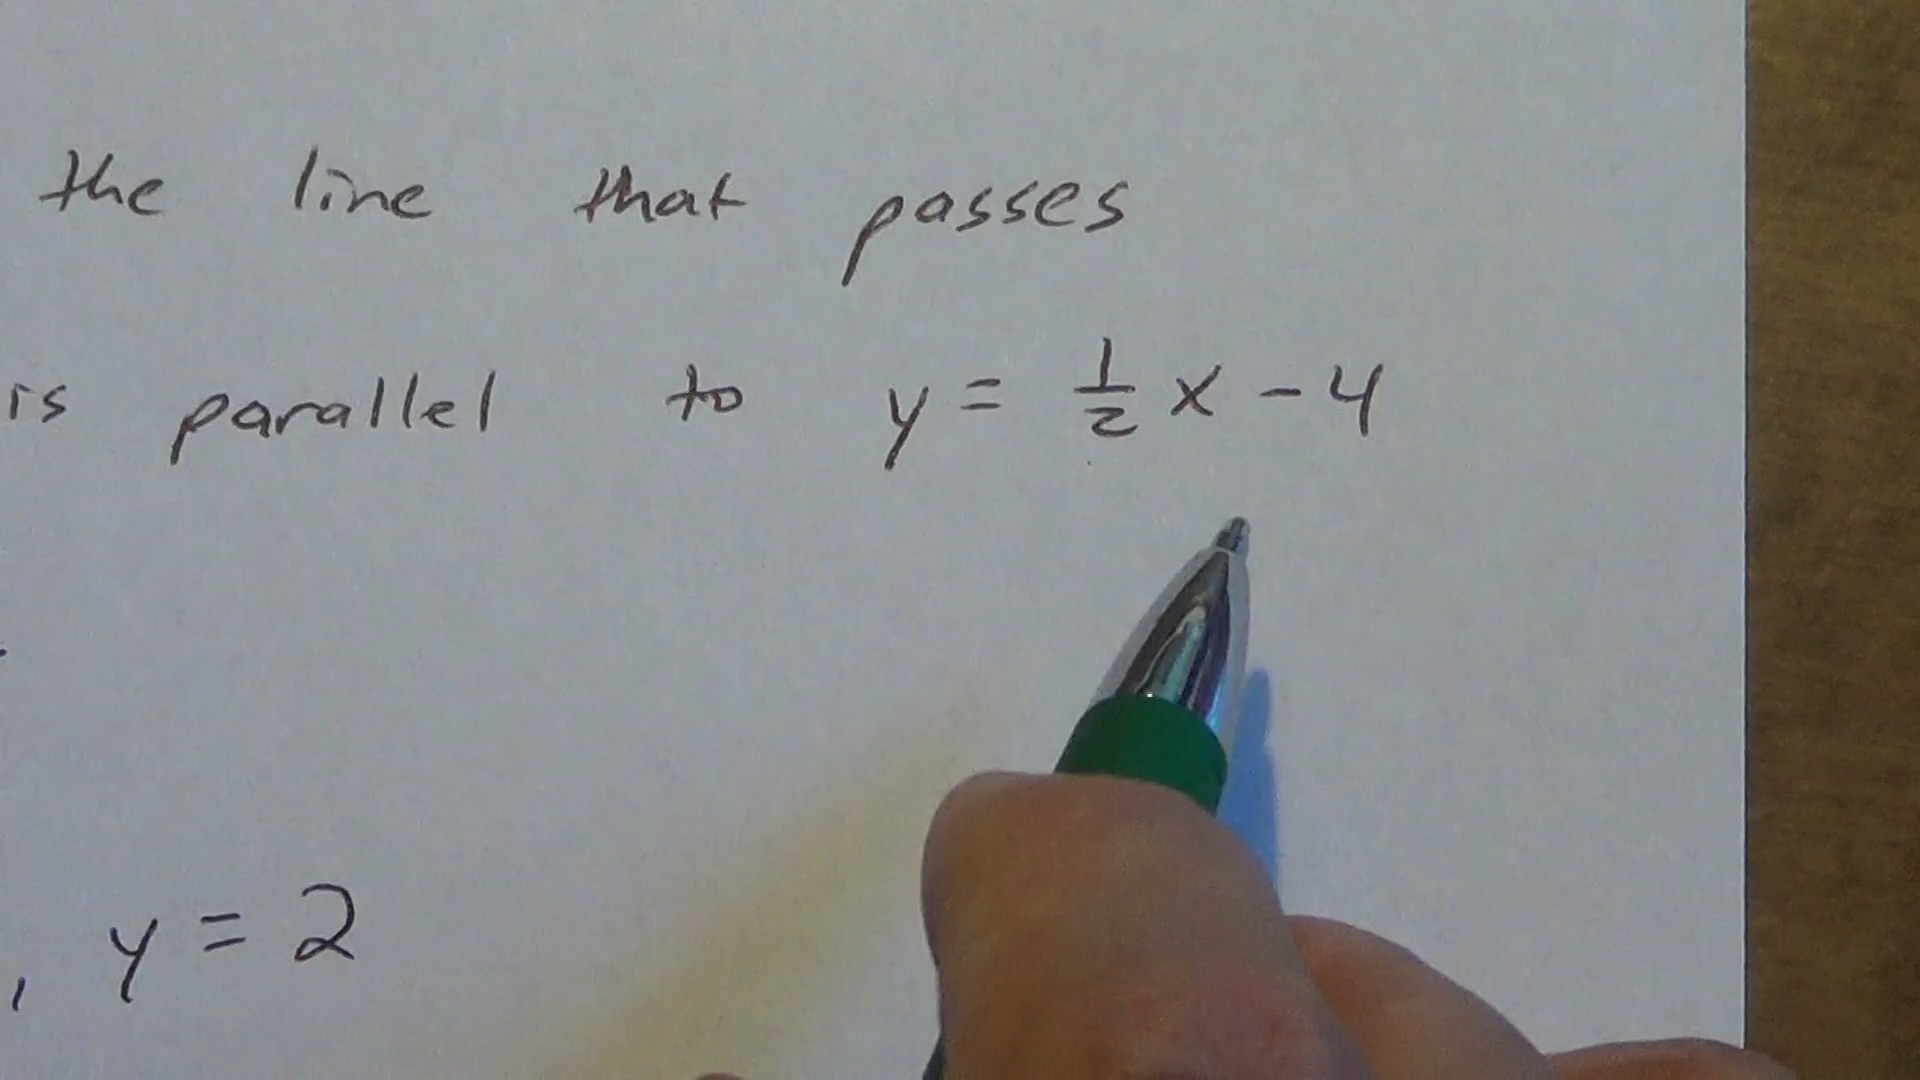 the line that passes
is parallel to y = 1/2 x - 4
, y = 2